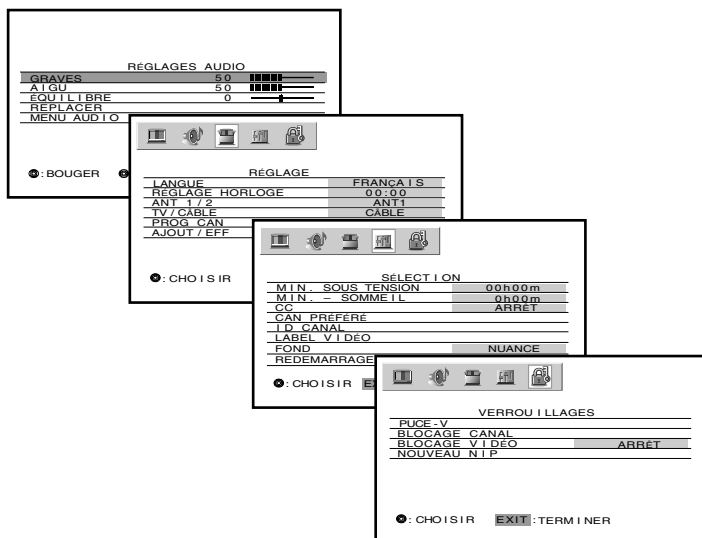 RÉGLAGES AUDIO
GRAVES 50
AIGU 50
ÉQUILIBRE 0
REPLACER
MENU AUDIO
: BOUGER
RÉGLAGE
LANGUE FRANÇAIS
RÉGLAGE HORLOGE 00:00
ANT 1/2 ANT1
TV/CÂBLE CÂBLE
PROG CAN
AJOUT/EFF
: CHOISIR
SÉLECTION
MIN. SOUS TENSION 00h00m
MIN. – SOMMEIL 0h00m
CC ARRÊT
CAN PRÉFÉRÉ
ID CANAL
LABEL VIDÉO
FOND NUANCE
REDEMARRAGE
: CHOISIR
VERROUILLAGES
PUCE-V
BLOCAGE CANAL
BLOCAGE VIDÉO ARRÊT
NOUVEAU NIP
: CHOISIR EXIT : TERMINER